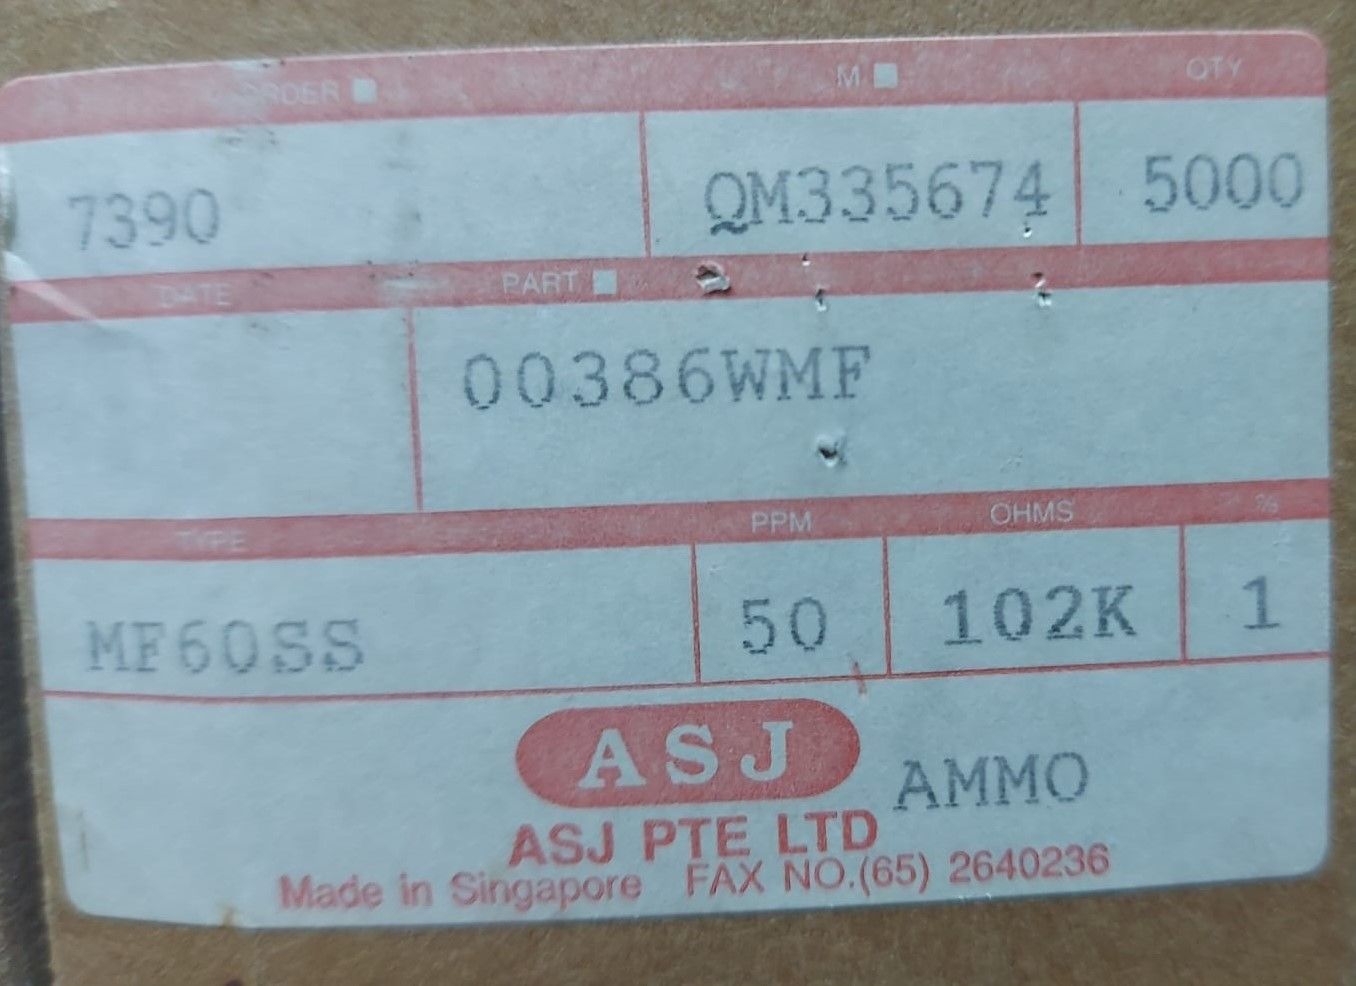 ORDER M QTY
7390 QM335674 5000
DATE PART
00386WMF
TYPE PPM OHMS %
MF60SS 50 102K 1
ASJ AMMO
ASJ PTE LTD
Made in Singapore FAX NO.(65) 2640236